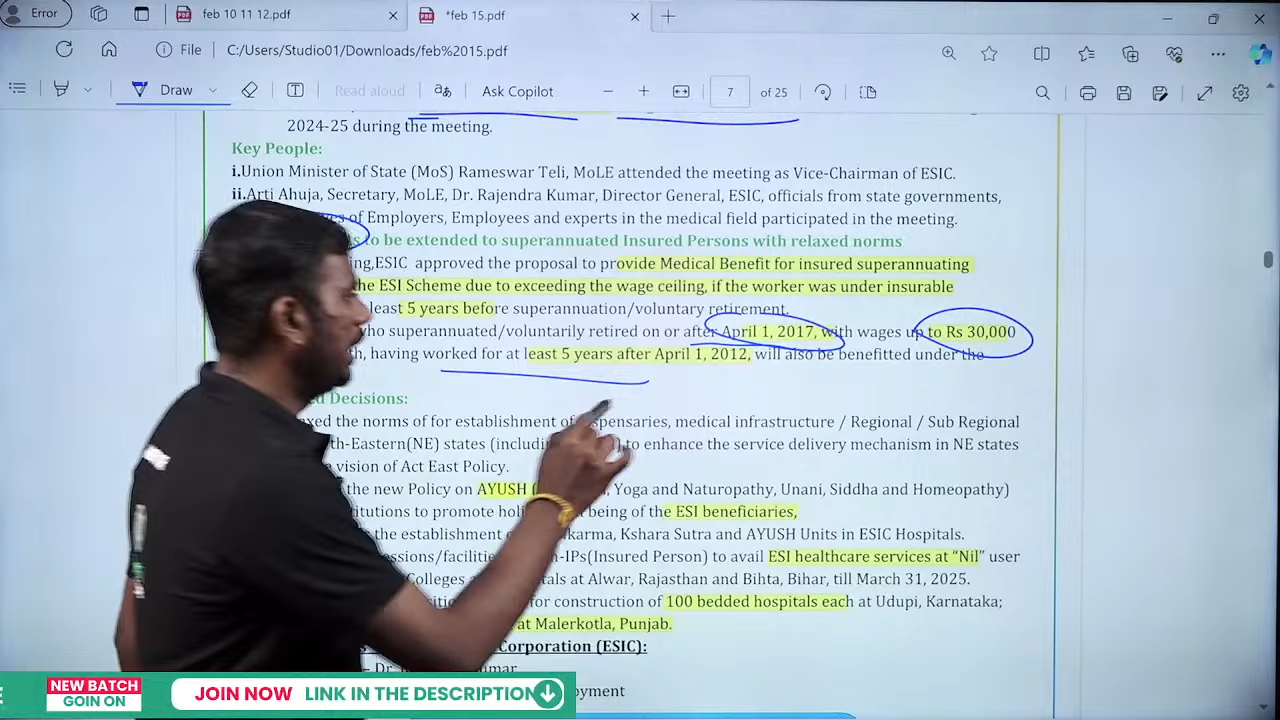 Error
feb 10 11 12.pdf
*feb 15.pdf
File
C:/Users/Studio01/Downloads/feb%2015.pdf
Draw
Read aloud
aあ
Ask Copilot
7
of 25
2024-25 during the meeting.
Key People:
i.Union Minister of State (MoS) Rameswar Teli, MoLE attended the meeting as Vice-Chairman of ESIC.
ii.Arti Ahuja, Secretary, MoLE, Dr. Rajendra Kumar, Director General, ESIC, officials from state governments,
of Employers, Employees and experts in the medical field participated in the meeting.
to be extended to superannuated Insured Persons with relaxed norms
ESIC approved the proposal to provide Medical Benefit for insured superannuating
the ESI Scheme due to exceeding the wage ceiling, if the worker was under insurable
least 5 years before superannuation/voluntary retirement.
who superannuated/voluntarily retired on or after April 1, 2017, with wages up to Rs 30,000
having worked for at least 5 years after April 1, 2012, will also be benefitted under the
Decisions:
the norms of for establishment of dispensaries, medical infrastructure / Regional / Sub Regional
Eastern(NE) states to enhance the service delivery mechanism in NE states
vision of Act East Policy.
the new Policy on AYUSH Yoga and Naturopathy, Unani, Siddha and Homeopathy)
to promote being of the ESI beneficiaries,
the establishment Kshara Sutra and AYUSH Units in ESIC Hospitals.
IPs(Insured Person) to avail ESI healthcare services at “Nil” user
Colleges at Alwar, Rajasthan and Bihta, Bihar, till March 31, 2025.
for construction of 100 bedded hospitals each at Udupi, Karnataka;
at Malerkotla, Punjab.
Corporation (ESIC):
– Dr.
NEW BATCH
GOIN ON
JOIN NOW LINK IN THE DESCRIPTION